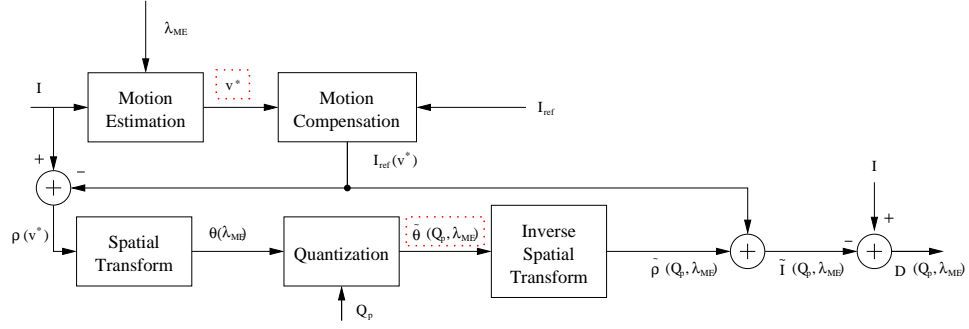 λ_ME
I
v*
Motion Estimation
Motion Compensation
I_ref
I_ref(v*)
I
+
−
+
+
ρ(v*)
Spatial Transform
θ(λ_ME)
Quantization
θ̃ (Q_p, λ_ME)
Inverse Spatial Transform
ρ̃ (Q_p, λ_ME)
+
Ĩ (Q_p, λ_ME)
−
+
D (Q_p, λ_ME)
Q_p